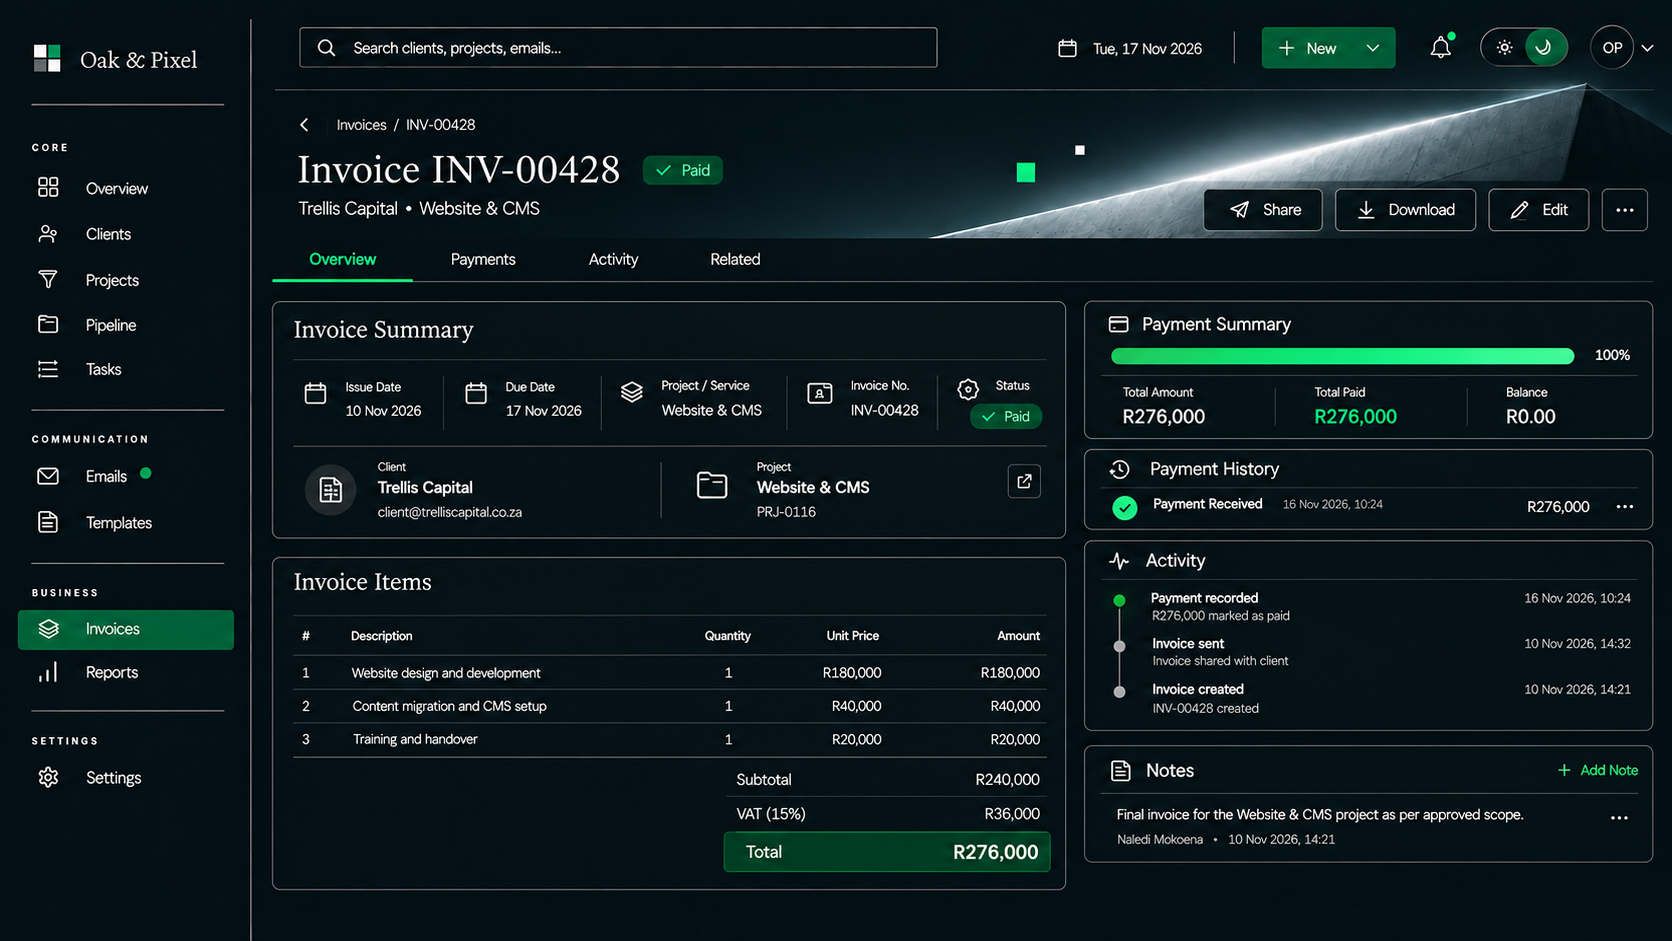 Oak & Pixel
Search clients, projects, emails...
Tue, 17 Nov 2026
New
OP
CORE
Overview
Clients
Projects
Pipeline
Tasks
COMMUNICATION
Emails
Templates
BUSINESS
Invoices
Reports
SETTINGS
Settings
Invoices / INV-00428
Invoice INV-00428
Paid
Trellis Capital • Website & CMS
Share
Download
Edit
Overview
Payments
Activity
Related
Invoice Summary
Issue Date
10 Nov 2026
Due Date
17 Nov 2026
Project / Service
Website & CMS
Invoice No.
INV-00428
Status
Paid
Client
Trellis Capital
client@trelliscapital.co.za
Project
Website & CMS
PRJ-0116
Invoice Items
# Description Quantity Unit Price Amount
1 Website design and development 1 R180,000 R180,000
2 Content migration and CMS setup 1 R40,000 R40,000
3 Training and handover 1 R20,000 R20,000
Subtotal R240,000
VAT (15%) R36,000
Total R276,000
Payment Summary
100%
Total Amount
R276,000
Total Paid
R276,000
Balance
R0.00
Payment History
Payment Received 16 Nov 2026, 10:24 R276,000
Activity
Payment recorded 16 Nov 2026, 10:24
R276,000 marked as paid
Invoice sent 10 Nov 2026, 14:32
Invoice shared with client
Invoice created 10 Nov 2026, 14:21
INV-00428 created
Notes
Add Note
Final invoice for the Website & CMS project as per approved scope.
Naledi Mokoena • 10 Nov 2026, 14:21